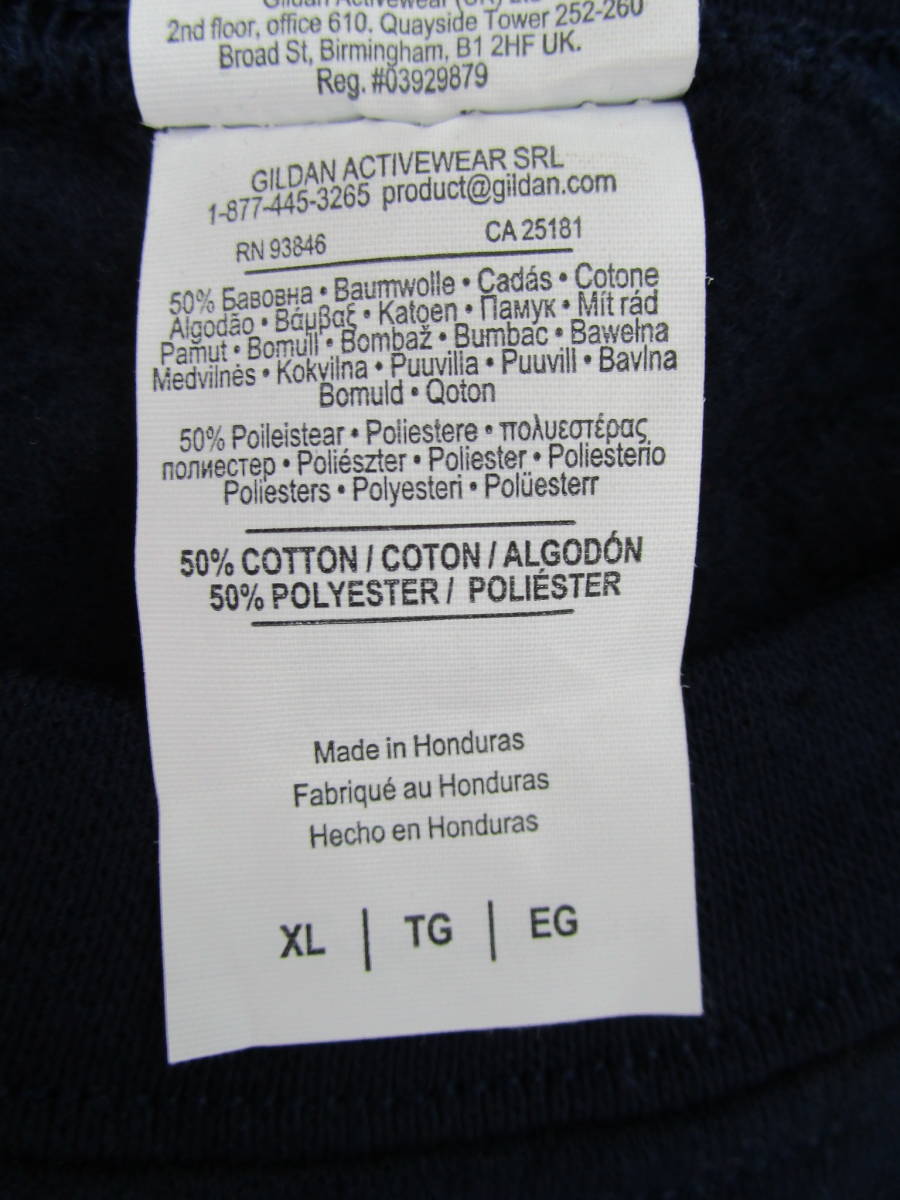 Gildan Activewear (UK) Ltd
2nd floor, office 610. Quayside Tower 252-260
Broad St, Birmingham, B1 2HF UK.
Reg. #03929879
GILDAN ACTIVEWEAR SRL
1-877-445-3265 product@gildan.com
RN 93846 CA 25181
50% Бавовна • Baumwolle • Cadás • Cotone
Algodão • Βάμβαξ • Katoen • Памук • Mít rád
Pamut • Bomull • Bombaž • Bumbac • Bawełna
Medvilnės • Kokvilna • Puuvilla • Puuvill • Bavlna
Bomuld • Qoton
50% Poileistear • Poliestere • πολυεστέρας
полиестер • Poliészter • Poliester • Poliesterio
Poliesters • Polyesteri • Polüesterr
50% COTTON / COTON / ALGODÓN
50% POLYESTER / POLIÉSTER
Made in Honduras
Fabriqué au Honduras
Hecho en Honduras
XL | TG | EG